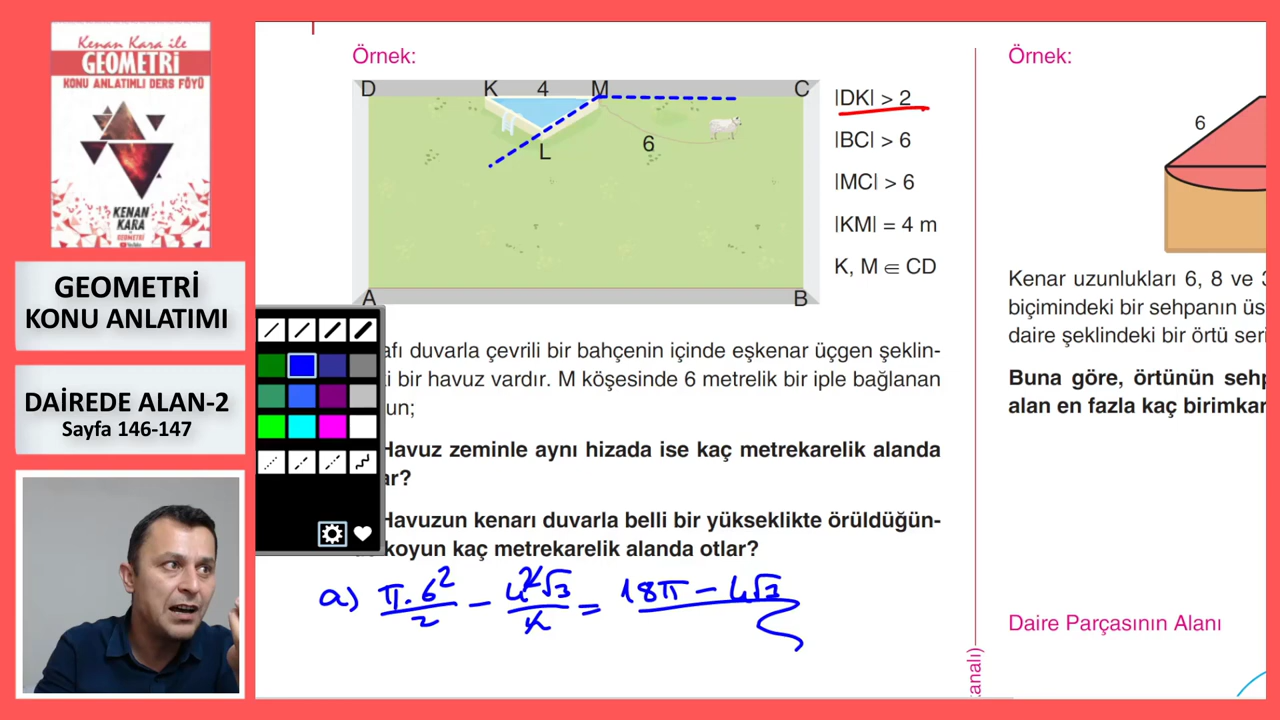 Kenan Kara ile
GEOMETRİ
KONU ANLATIMLI DERS FÖYÜ
KENAN
KARA
GEOMETRİ
GEOMETRİ
KONU ANLATIMI
DAİREDE ALAN-2
Sayfa 146-147
Örnek:
D K 4 M C
L 6
A B
|DK| > 2
|BC| > 6
|MC| > 6
|KM| = 4 m
K, M ∈ CD
afı duvarla çevrili bir bahçenin içinde eşkenar üçgen şeklin-
i bir havuz vardır. M köşesinde 6 metrelik bir iple bağlanan
un;
Havuz zeminle aynı hizada ise kaç metrekarelik alanda
ar?
Havuzun kenarı duvarla belli bir yükseklikte örüldüğün-
koyun kaç metrekarelik alanda otlar?
a) π.6²/2 - 4²√3/4 = 18π - 4√3
Örnek:
6
Kenar uzunlukları 6, 8 ve
biçimindeki bir sehpanın üs
daire şeklindeki bir örtü seri
Buna göre, örtünün sehp
alan en fazla kaç birimkar
Daire Parçasının Alanı
analı)